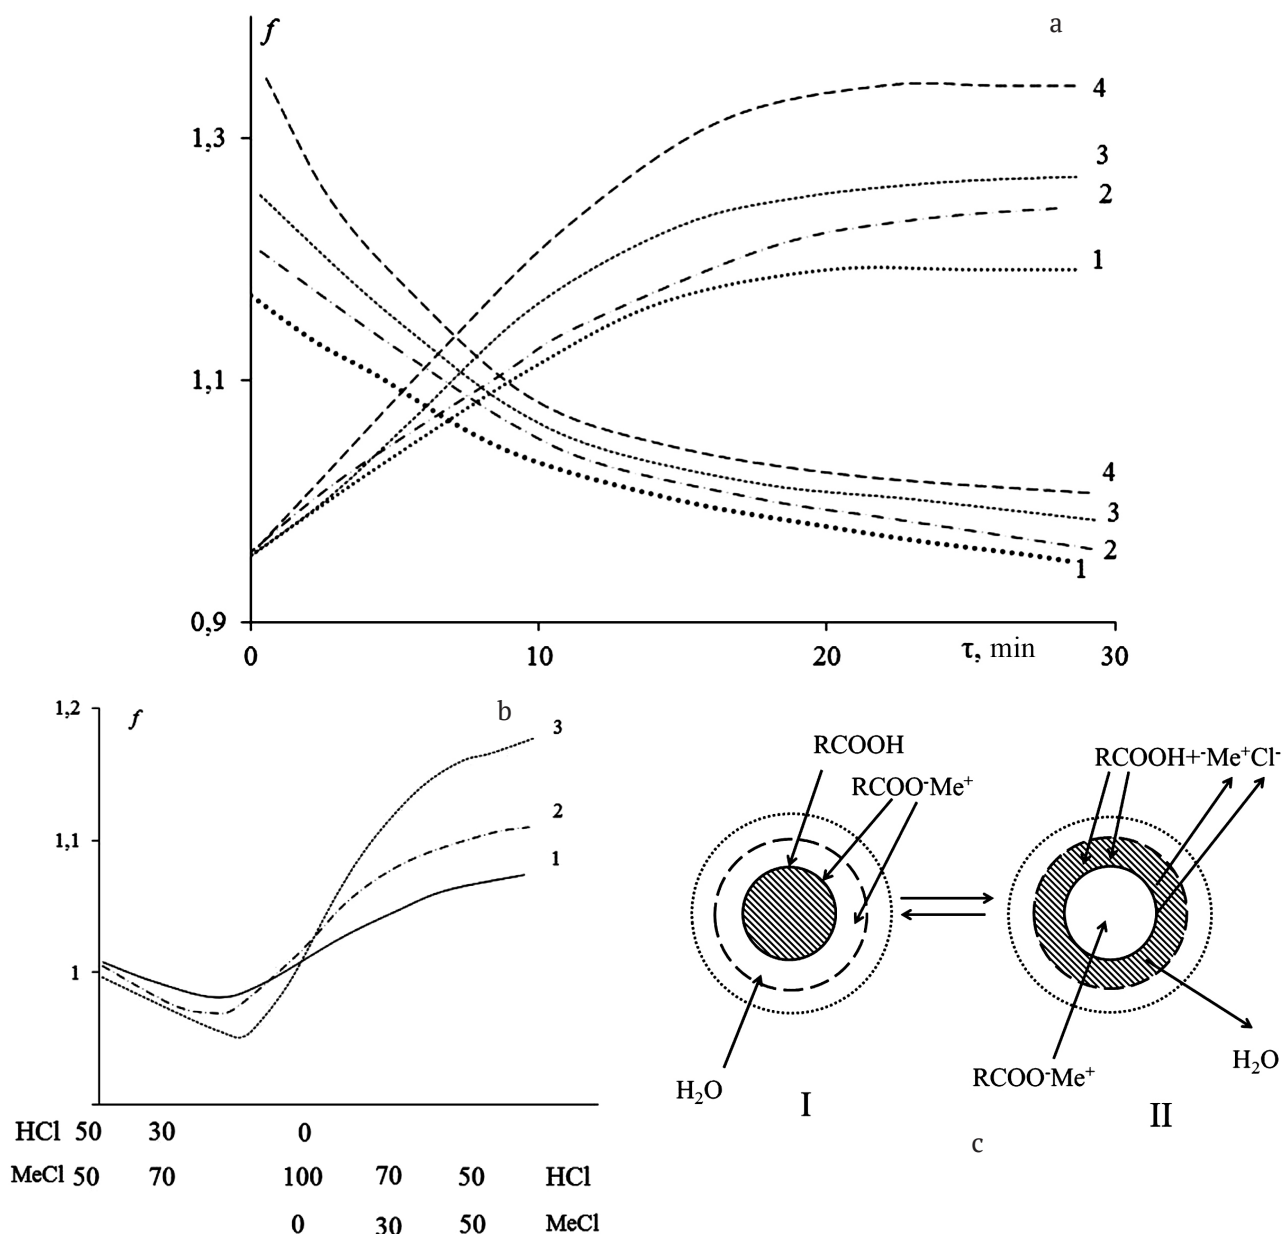 f
a
1,3
4
3
2
1
1,1
4
3
2
1
0,9
0
10
20
τ, min
30
1,2
f
b
3
2
1
1,1
1
HCl 50 30 0
MeCl 50 70 100 70 50 HCl
0 30 50 MeCl
RCOOH
RCOO⁻Me⁺
H₂O
I
RCOOH+⁻Me⁺Cl⁻
RCOO⁻Me⁺
H₂O
II
c